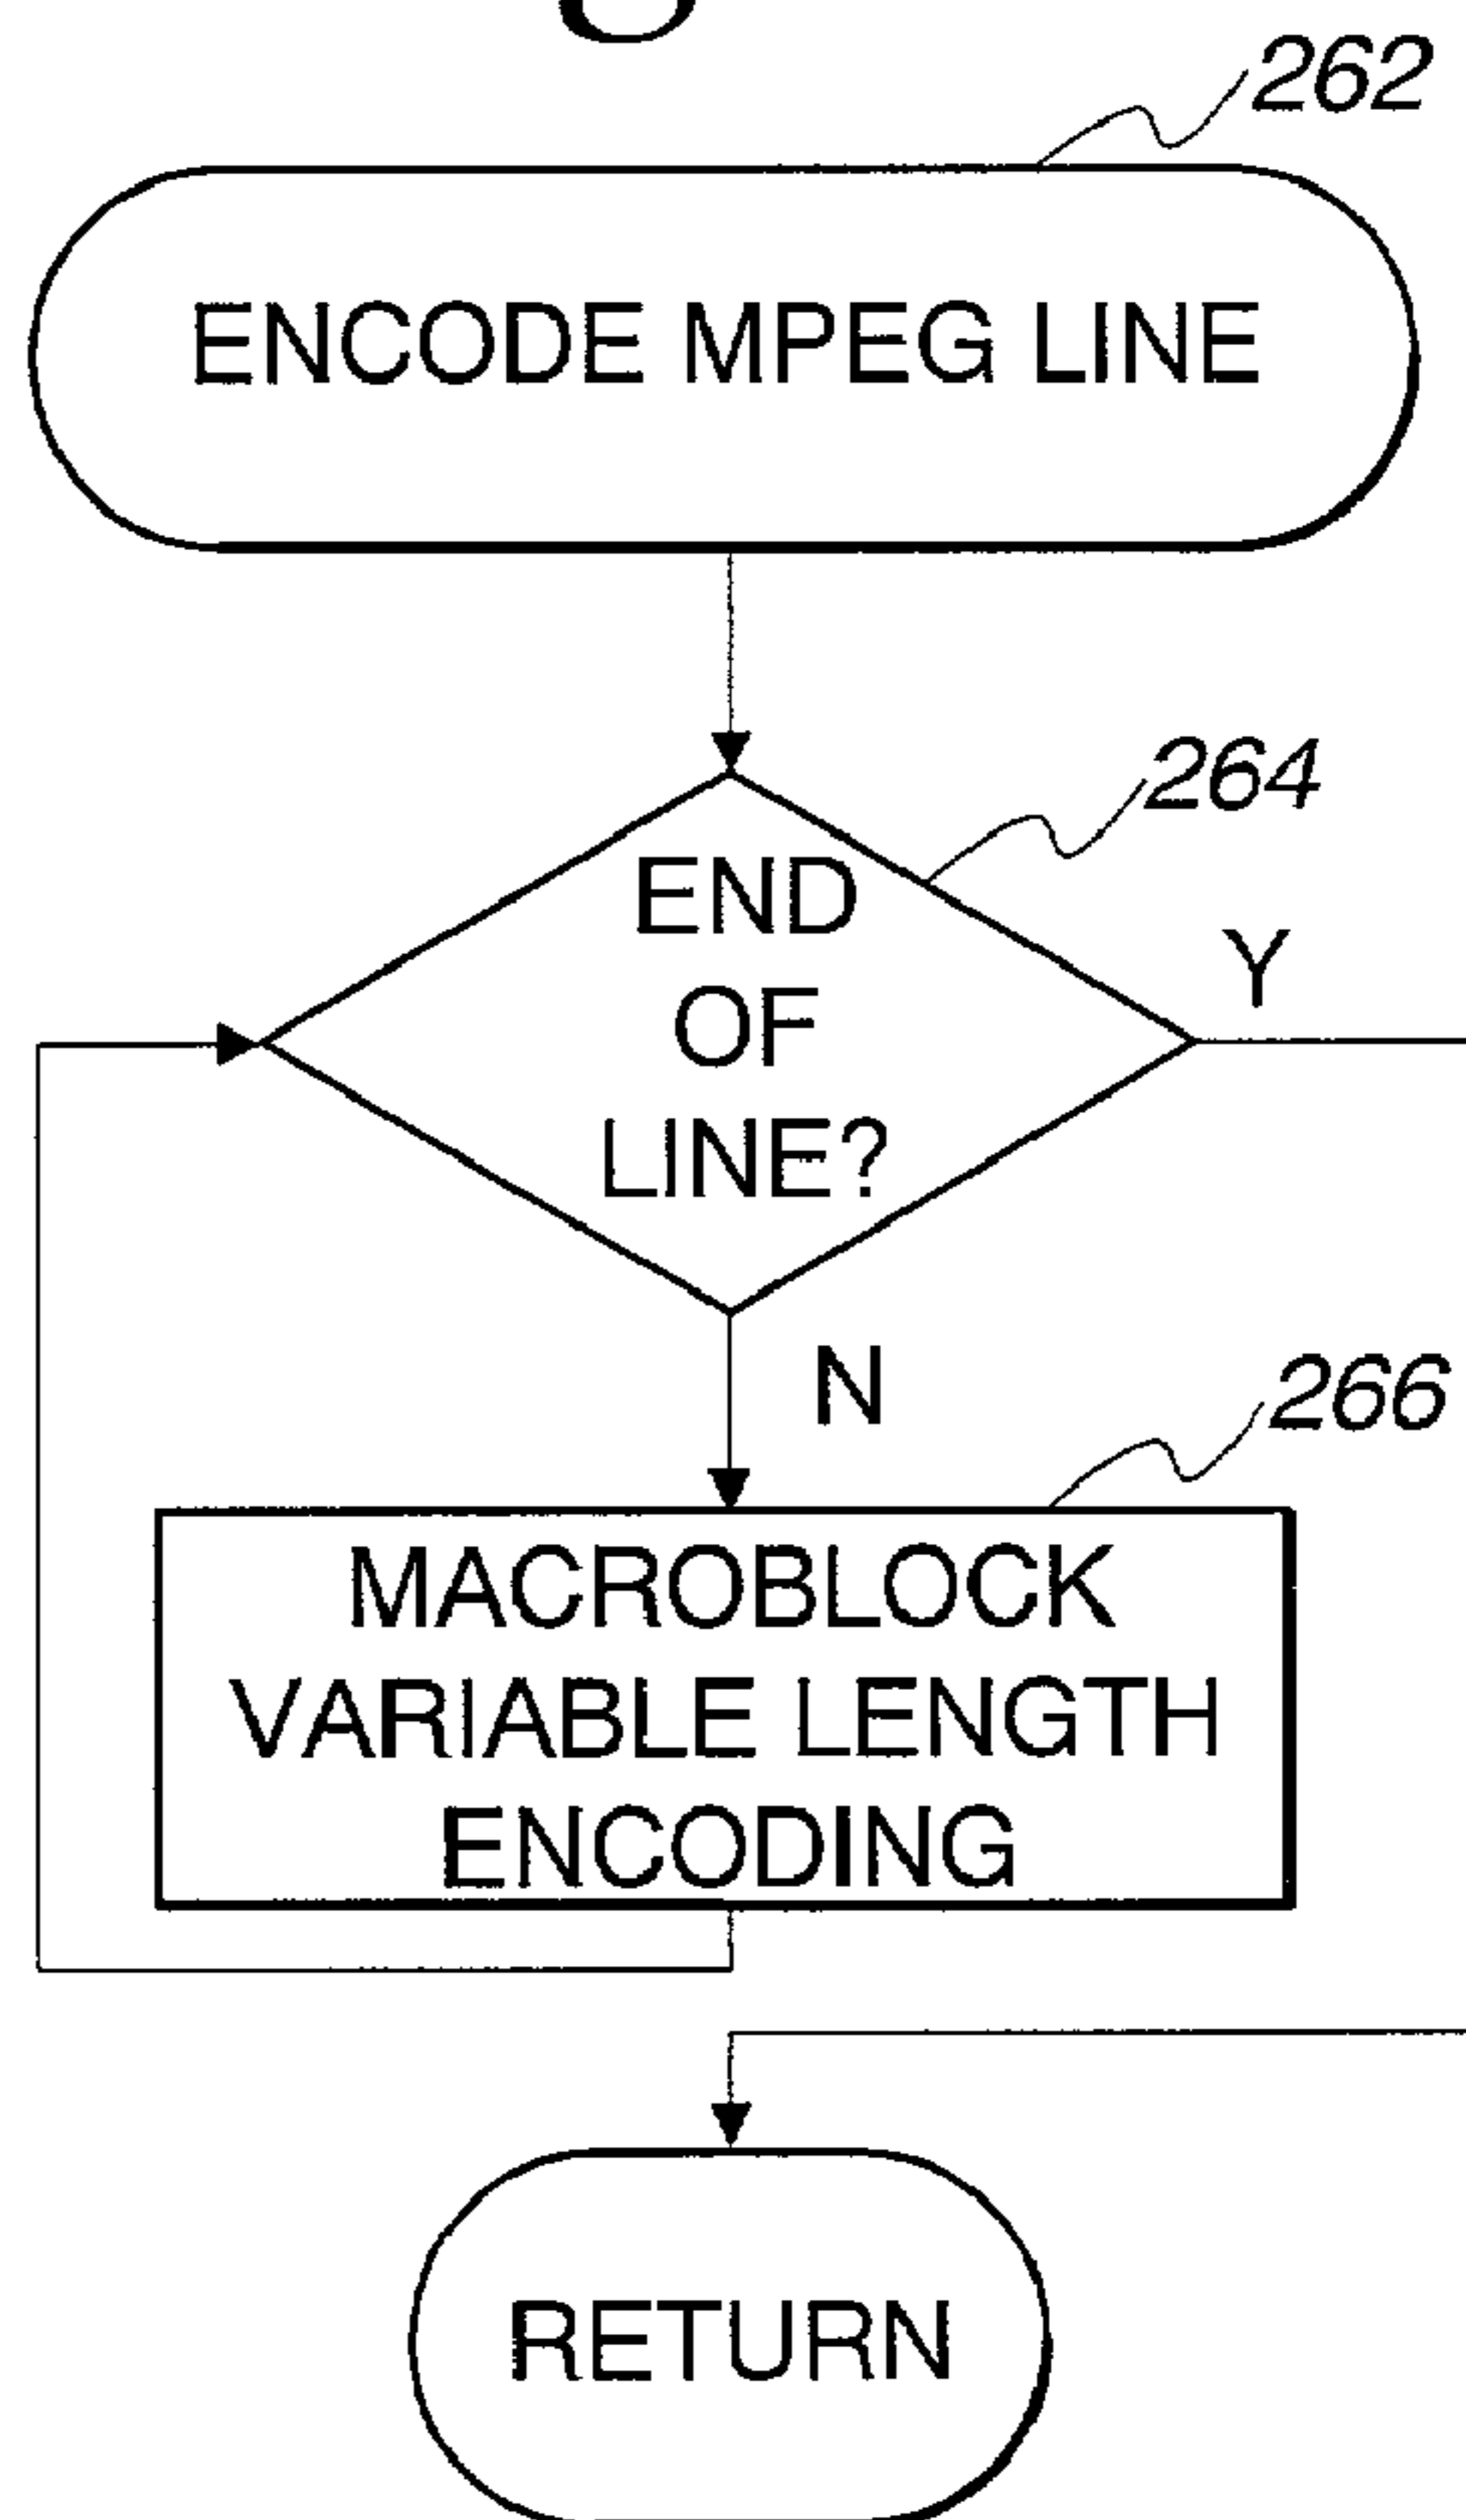 262
ENCODE MPEG LINE
264
END
OF
LINE?
Y
N
266
MACROBLOCK
VARIABLE LENGTH
ENCODING
RETURN